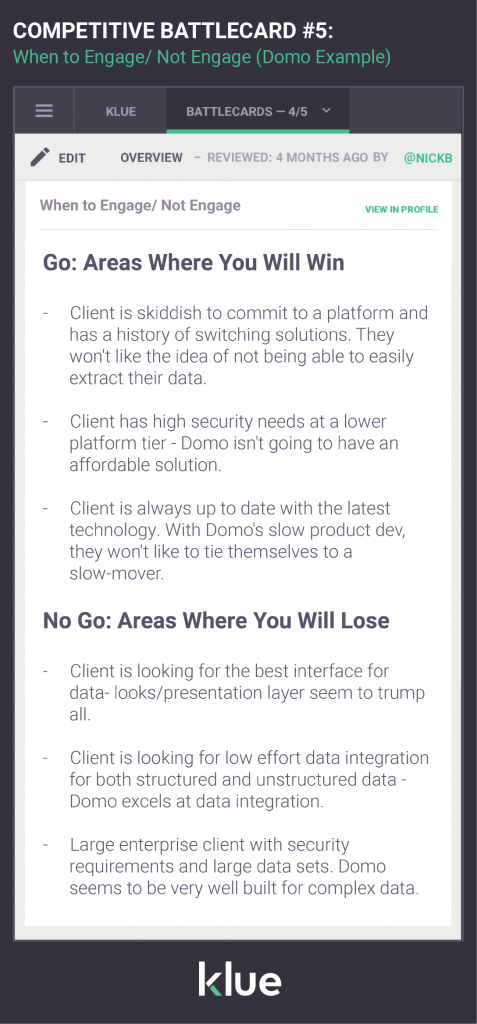 COMPETITIVE BATTLECARD #5:
When to Engage/ Not Engage (Domo Example)
KLUE
BATTLECARDS — 4/5
EDIT
OVERVIEW – REVIEWED: 4 MONTHS AGO BY @NICKB
When to Engage/ Not Engage
VIEW IN PROFILE
Go: Areas Where You Will Win
- Client is skiddish to commit to a platform and
has a history of switching solutions. They
won't like the idea of not being able to easily
extract their data.
- Client has high security needs at a lower
platform tier - Domo isn't going to have an
affordable solution.
- Client is always up to date with the latest
technology. With Domo's slow product dev,
they won't like to tie themselves to a
slow-mover.
No Go: Areas Where You Will Lose
- Client is looking for the best interface for
data- looks/presentation layer seem to trump
all.
- Client is looking for low effort data integration
for both structured and unstructured data -
Domo excels at data integration.
- Large enterprise client with security
requirements and large data sets. Domo
seems to be very well built for complex data.
klue